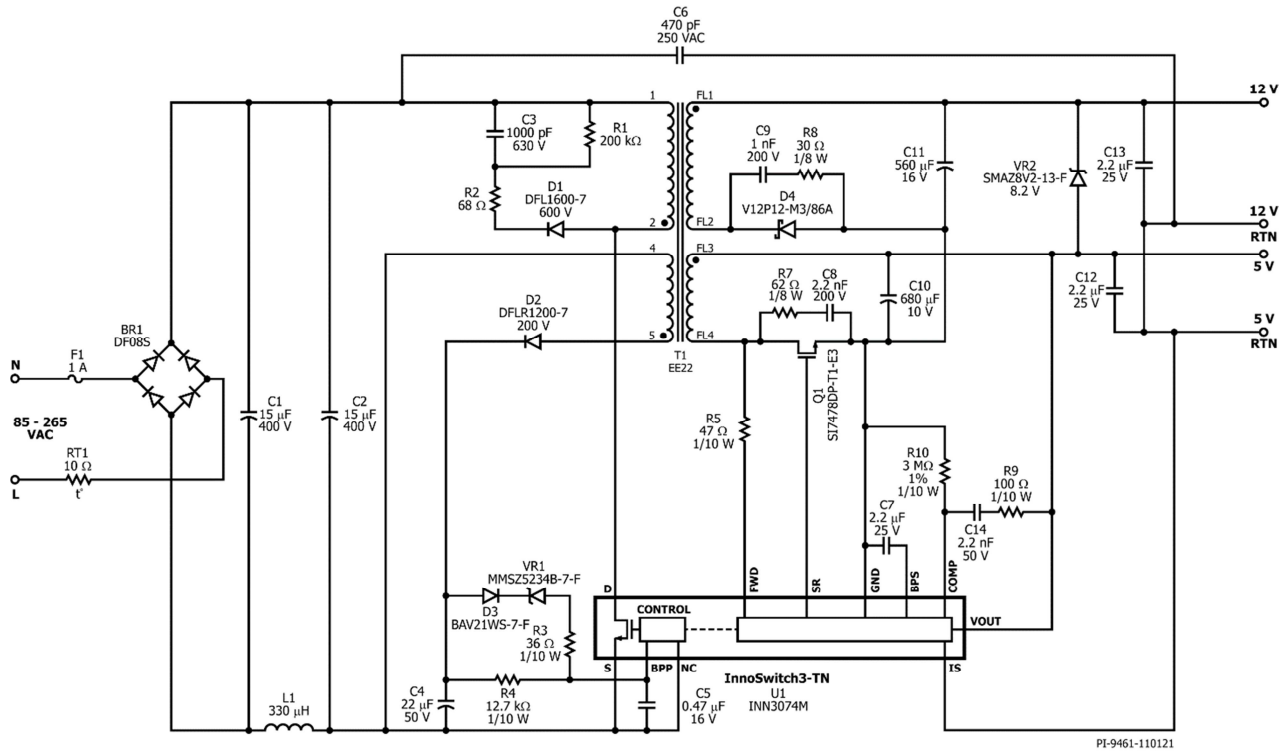 C6
470 pF
250 VAC
1
FL1
12 V
C3
1000 pF
630 V
R1
200 kΩ
C9
1 nF
200 V
R8
30 Ω
1/8 W
C11
560 µF
16 V
VR2
SMAZ8V2-13-F
8.2 V
C13
2.2 µF
25 V
R2
68 Ω
D1
DFL1600-7
600 V
D4
V12P12-M3/86A
2
FL2
12 V
RTN
4
FL3
5 V
D2
DFLR1200-7
200 V
R7
62 Ω
1/8 W
C8
2.2 nF
200 V
C10
680 µF
10 V
C12
2.2 µF
25 V
5 V
RTN
BR1
DF08S
5
FL4
T1
EE22
N
F1
1 A
Q1
SI7478DP-T1-E3
85 - 265
VAC
C1
15 µF
400 V
C2
15 µF
400 V
R5
47 Ω
1/10 W
RT1
10 Ω
t°
L
R10
3 MΩ
1%
1/10 W
R9
100 Ω
1/10 W
C7
2.2 µF
25 V
C14
2.2 nF
50 V
VR1
MMSZ5234B-7-F
D3
BAV21WS-7-F
D
FWD
SR
GND
BPS
COMP
CONTROL
VOUT
R3
36 Ω
1/10 W
S
BPP
NC
IS
InnoSwitch3-TN
U1
INN3074M
L1
330 µH
C4
22 µF
50 V
R4
12.7 kΩ
1/10 W
C5
0.47 µF
16 V
PI-9461-110121